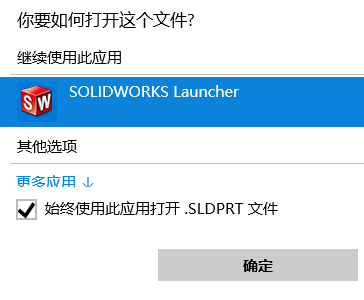 你要如何打开这个文件?
继续使用此应用
SW
SOLIDWORKS Launcher
其他选项
更多应用 ↓
始终使用此应用打开 .SLDPRT 文件
确定